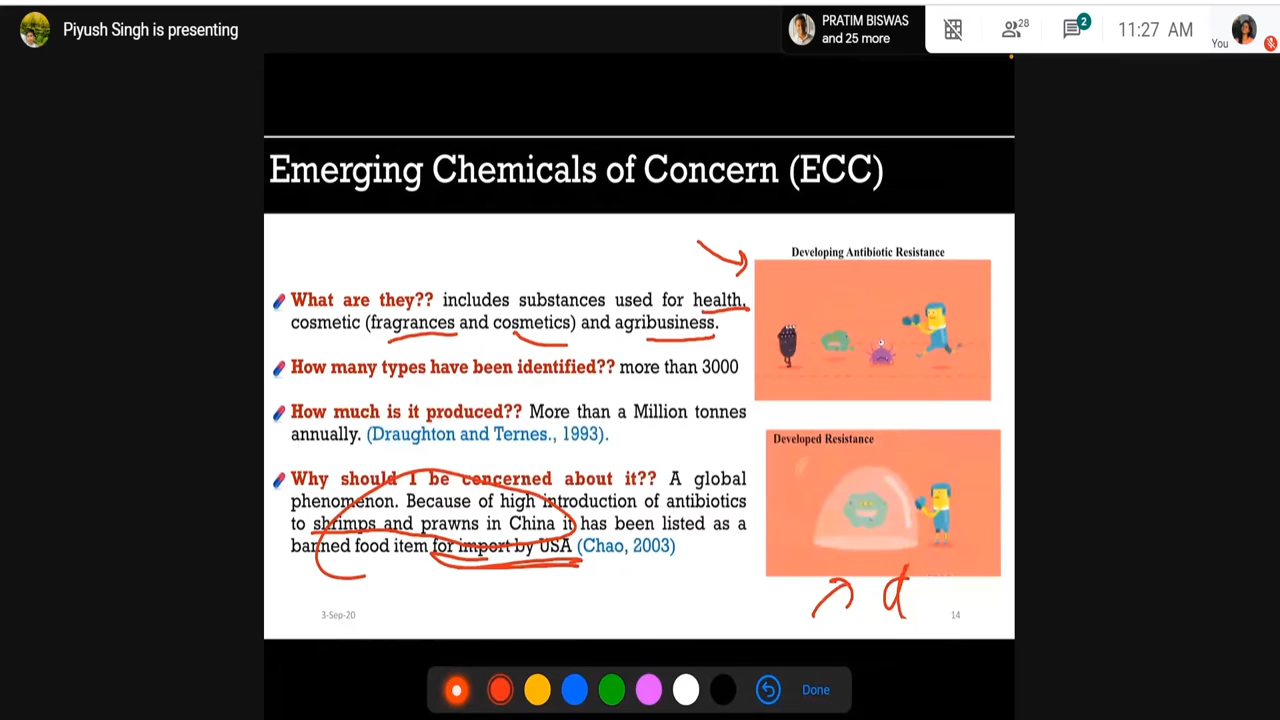 Piyush Singh is presenting
PRATIM BISWAS
and 25 more
28
2
11:27 AM
You
Emerging Chemicals of Concern (ECC)
What are they?? includes substances used for health,
cosmetic (fragrances and cosmetics) and agribusiness.
How many types have been identified?? more than 3000
How much is it produced?? More than a Million tonnes
annually. (Draughton and Ternes., 1993).
Why should I be concerned about it?? A global
phenomenon. Because of high introduction of antibiotics
to shrimps and prawns in China it has been listed as a
banned food item for import by USA (Chao, 2003)
Developing Antibiotic Resistance
Developed Resistance
d
3-Sep-20
14
Done